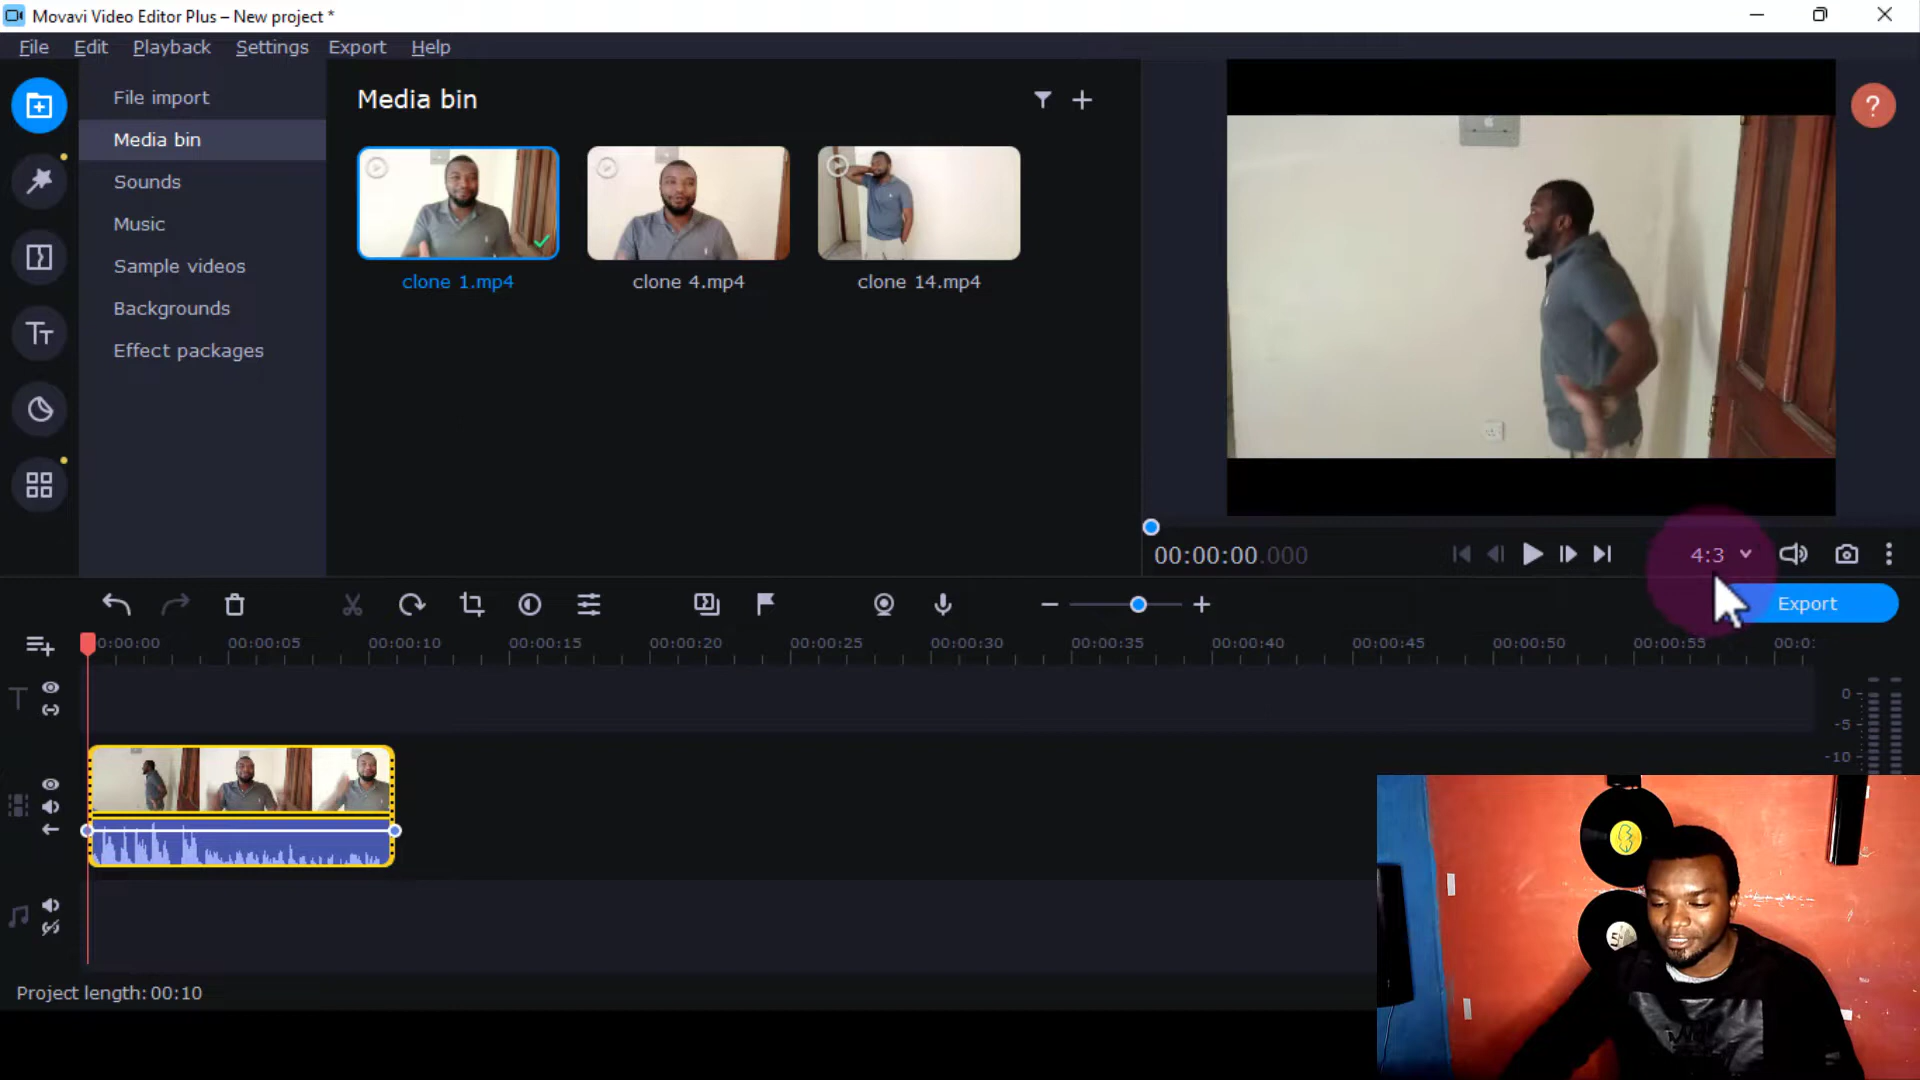 Movavi Video Editor Plus – New project *
File Edit Playback Settings Export Help
File import
Media bin
Sounds
Music
Sample videos
Backgrounds
Effect packages
Media bin
clone 1.mp4
clone 4.mp4
clone 14.mp4
?
00:00:00.000
4:3
Export
00:00:00 00:00:05 00:00:10 00:00:15 00:00:20 00:00:25 00:00:30 00:00:35 00:00:40 00:00:45 00:00:50 00:00:55 00:0
0
-5
-10
Project length: 00:10